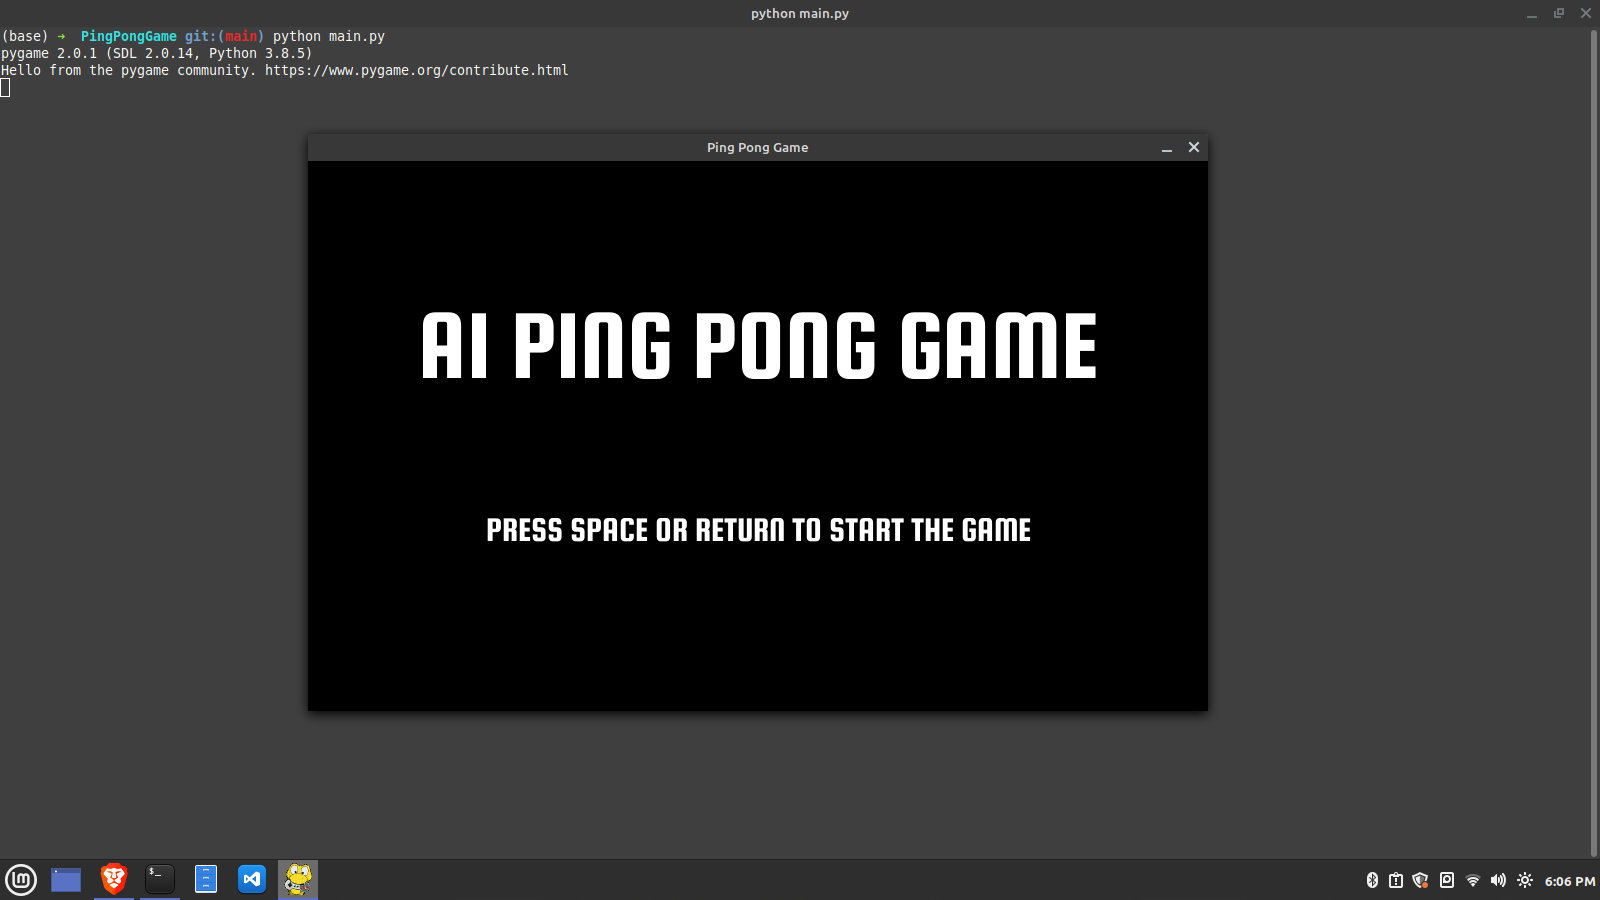 python main.py
(base) ➜ PingPongGame git:(main) python main.py
pygame 2.0.1 (SDL 2.0.14, Python 3.8.5)
Hello from the pygame community. https://www.pygame.org/contribute.html
Ping Pong Game
AI PING PONG GAME
PRESS SPACE OR RETURN TO START THE GAME
6:06 PM